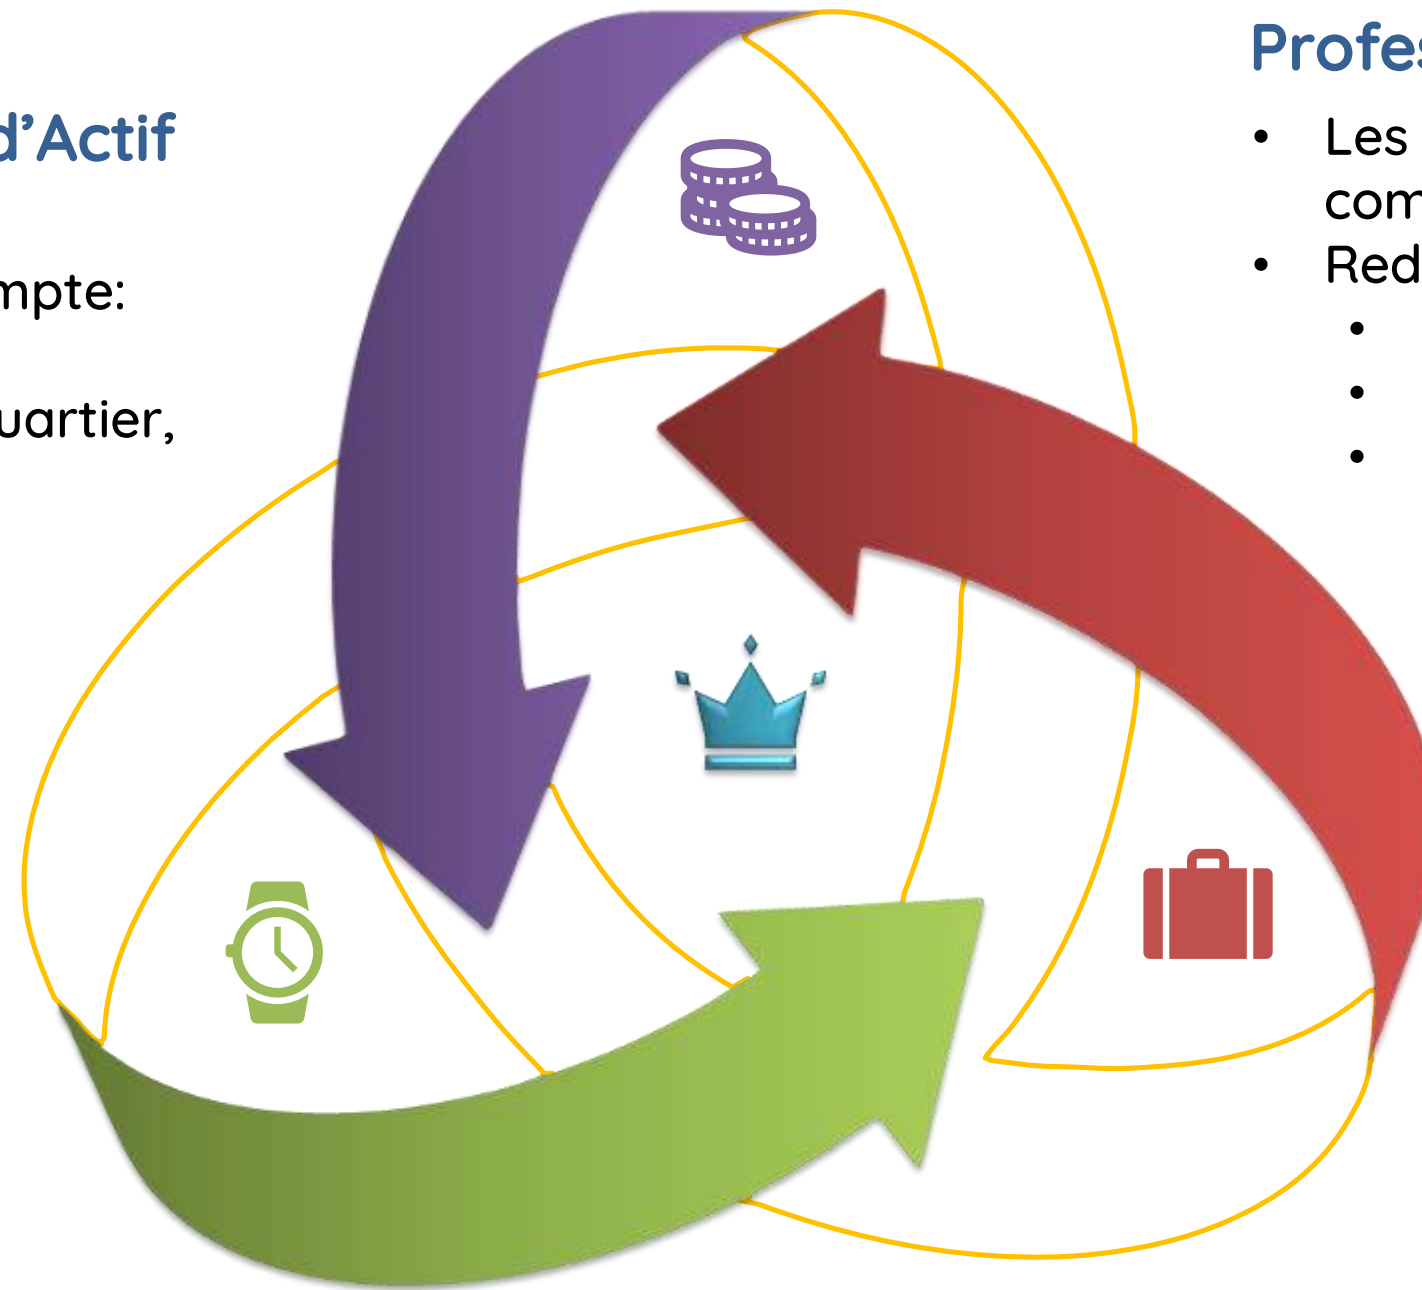 d’Actif
mpte:
uartier,
Profes
• Les
com
• Red
•
•
•